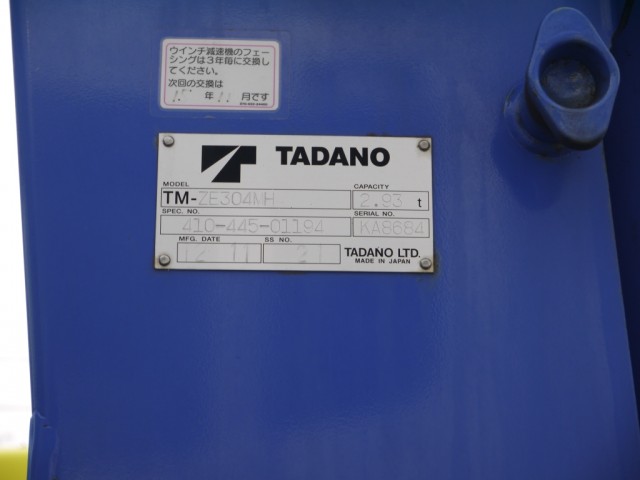 ウインチ減速機のフェー
シングは3年毎に交換し
てください。
次回の交換は
年 月です
TADANO
MODEL CAPACITY
TM-ZE304MH 2.93 t
SPEC. NO. SERIAL NO.
410-445-01194 KA8684
MFG. DATE SS NO.
12 11 2 TADANO LTD.
MADE IN JAPAN